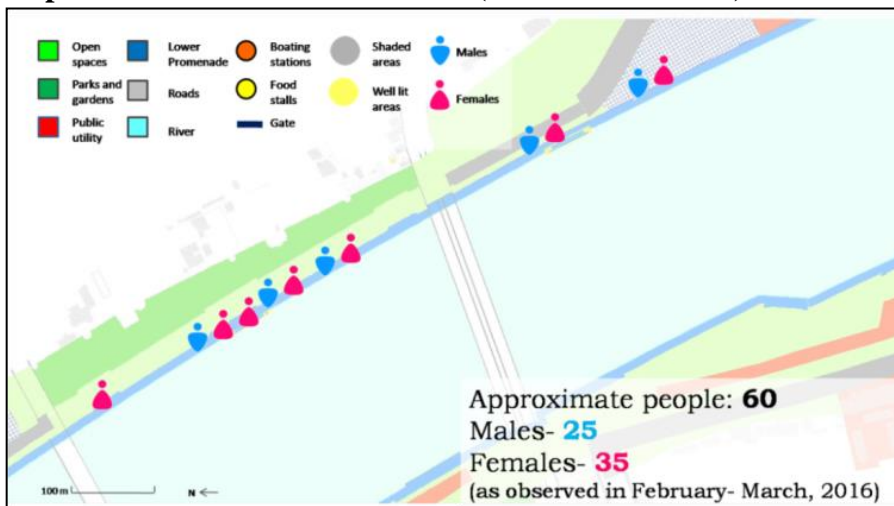 Open spaces
Lower Promenade
Boating stations
Shaded areas
Males
Parks and gardens
Roads
Food stalls
Well lit areas
Females
Public utility
River
Gate
100 m
N
Approximate people: 60
Males- 25
Females- 35
(as observed in February- March, 2016)